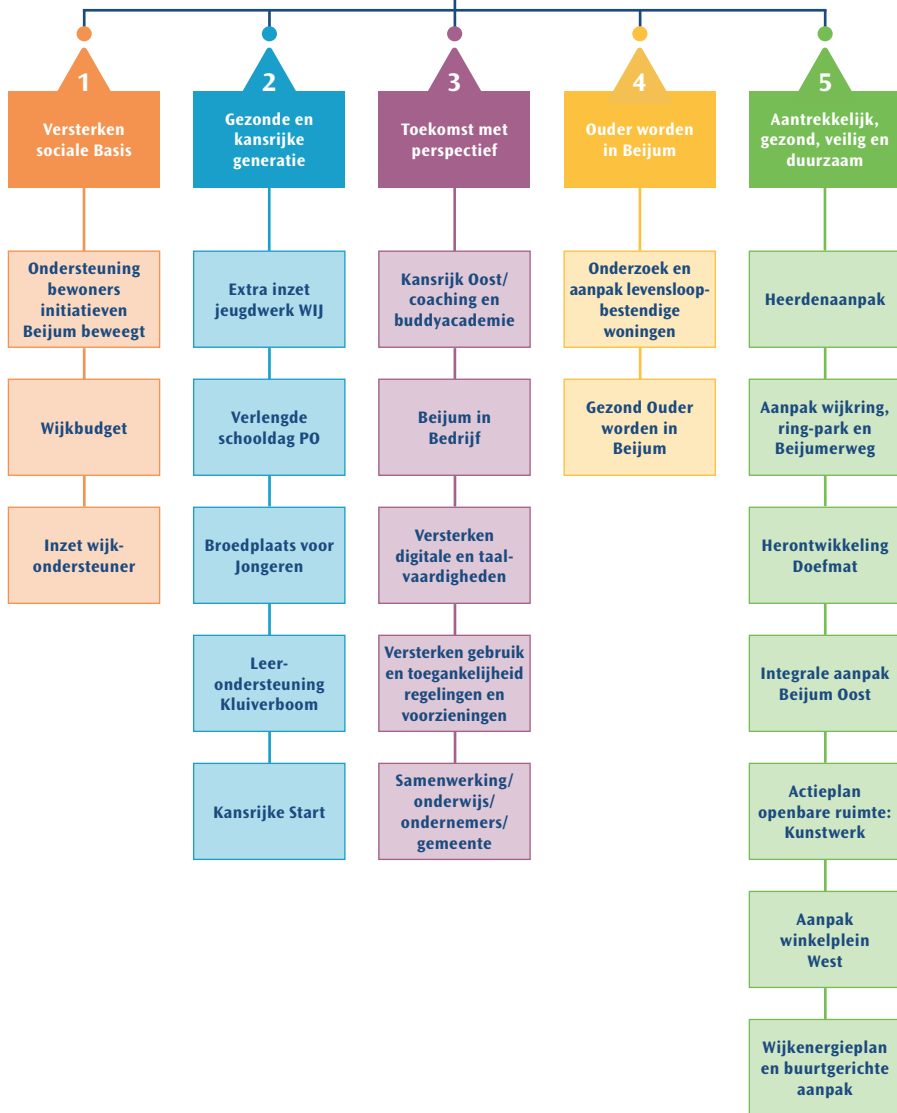 1
Versterken
sociale Basis
Ondersteuning
bewoners
initiatieven
Beijum beweegt
Wijkbudget
Inzet wijk-
ondersteuner
2
Gezonde en
kansrijke
generatie
Extra inzet
jeugdwerk WIJ
Verlengde
schooldag PO
Broedplaats voor
Jongeren
Leer-
ondersteuning
Kluiverboom
Kansrijke Start
3
Toekomst met
perspectief
Kansrijk Oost/
coaching en
buddyacademie
Beijum in
Bedrijf
Versterken
digitale en taal-
vaardigheden
Versterken gebruik
en toegankelijheid
regelingen en
voorzieningen
Samenwerking/
onderwijs/
ondernemers/
gemeente
4
Ouder worden
in Beijum
Onderzoek en
aanpak levensloop-
bestendige
woningen
Gezond Ouder
worden in
Beijum
5
Aantrekkelijk,
gezond, veilig en
duurzaam
Heerdenaanpak
Aanpak wijkring,
ring-park en
Beijumerweg
Herontwikkeling
Doefmat
Integrale aanpak
Beijum Oost
Actieplan
openbare ruimte:
Kunstwerk
Aanpak
winkelplein
West
Wijkenergieplan
en buurtgerichte
aanpak